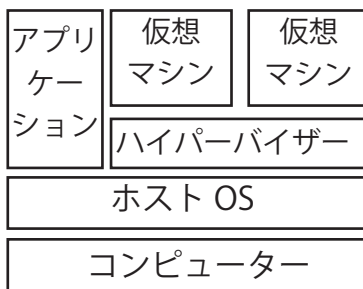 アプリ
ケー
ション
仮想
マシン
仮想
マシン
ハイパーバイザー
ホスト OS
コンピューター